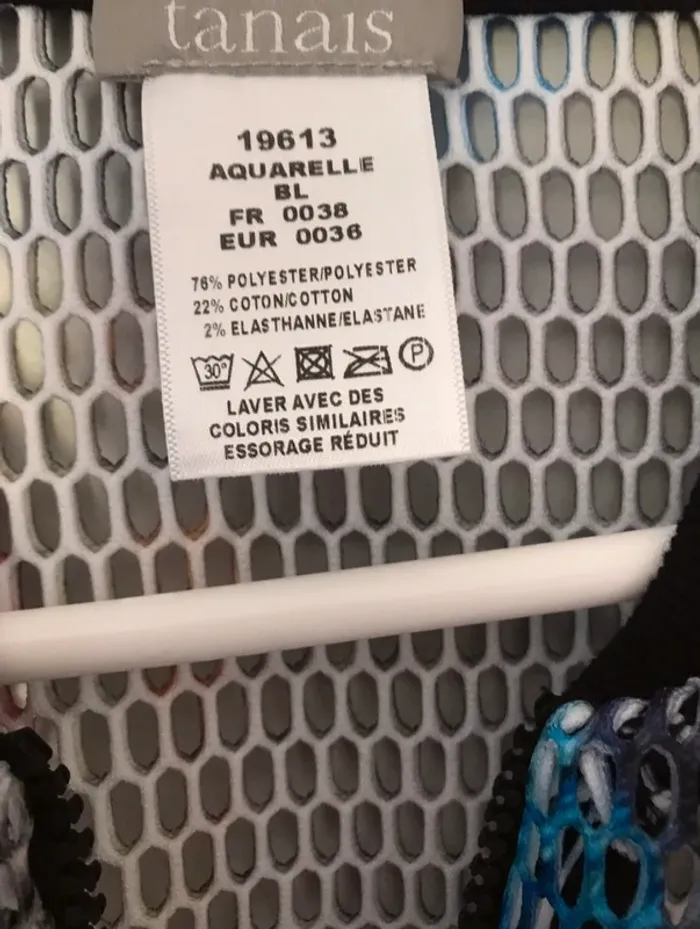 tanais
19613
AQUARELLE
BL
FR 0038
EUR 0036
76% POLYESTER/POLYESTER
22% COTON/COTTON
2% ELASTHANNE/ELASTANE
30°
P
LAVER AVEC DES
COLORIS SIMILAIRES
ESSORAGE RÉDUIT